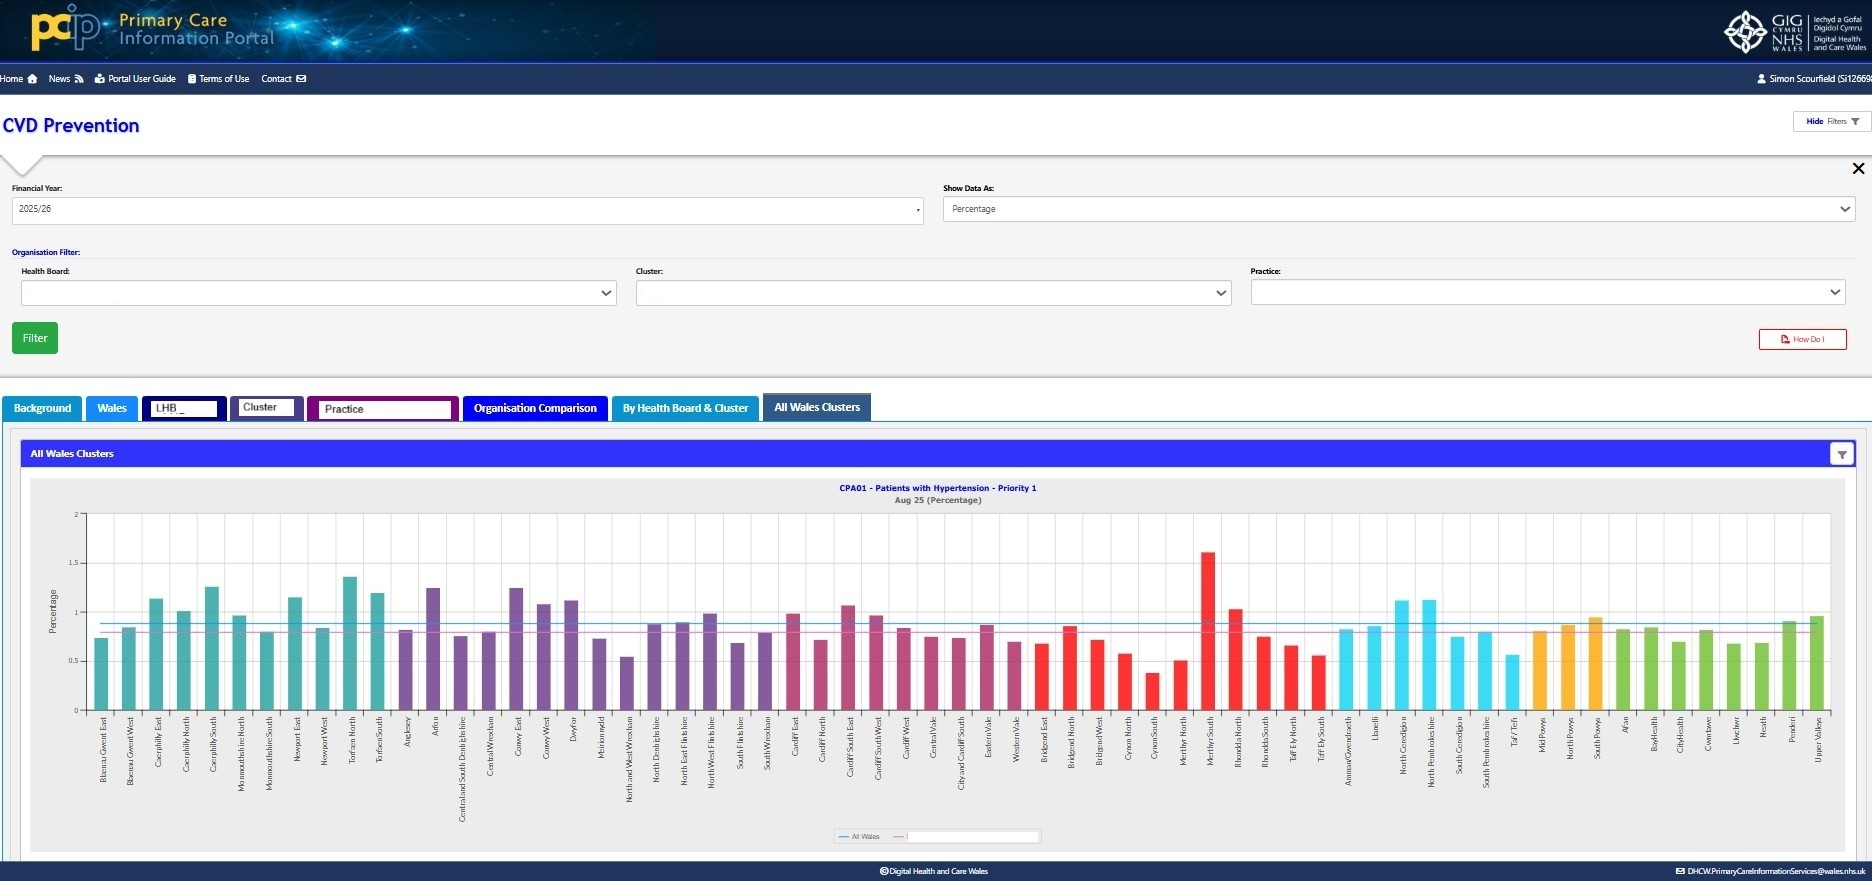 pcip Primary Care
Information Portal
GIG
CYMRU
NHS
WALES
Iechyd a Gofal
Digidol Cymru
Digital Health
and Care Wales
Home News Portal User Guide Terms of Use Contact
Simon Scourfield (Si12669
CVD Prevention
Hide Filters
Financial Year:
2025/26
Show Data As:
Percentage
Organisation Filter:
Health Board:
Cluster:
Practice:
Filter
How Do I
Background Wales LHB_ Cluster Practice Organisation Comparison By Health Board & Cluster All Wales Clusters
All Wales Clusters
CPA01 - Patients with Hypertension - Priority 1
Aug 25 (Percentage)
Percentage
2
1.5
1
0.5
0
Blaenau Gwent East
Blaenau Gwent West
Caerphilly East
Caerphilly North
Caerphilly South
Monmouthshire North
Monmouthshire South
Newport East
Newport West
Torfaen North
Torfaen South
Anglesey
Arfon
Central and South Denbighshire
Central Wrexham
Conwy East
Conwy West
Dwyfor
Meirionnydd
North and West Wrexham
North Denbighshire
North East Flintshire
North West Flintshire
South Flintshire
South Wrexham
Cardiff East
Cardiff North
Cardiff South East
Cardiff South West
Cardiff West
Central Vale
City and Cardiff South
Eastern Vale
Western Vale
Bridgend East
Bridgend North
Bridgend West
Cynon North
Cynon South
Merthyr North
Merthyr South
Rhondda North
Rhondda South
Taff Ely North
Taff Ely South
Amman/Gwendraeth
Llanelli
North Ceredigion
North Pembrokeshire
South Ceredigion
South Pembrokeshire
Taf / Teifi
Mid Powys
North Powys
South Powys
Afan
BayHealth
CityHealth
Cwmtawe
Llwchwr
Neath
Penderi
Upper Valleys
All Wales
© Digital Health and Care Wales
DHCW.PrimaryCareInformationServices@wales.nhs.uk